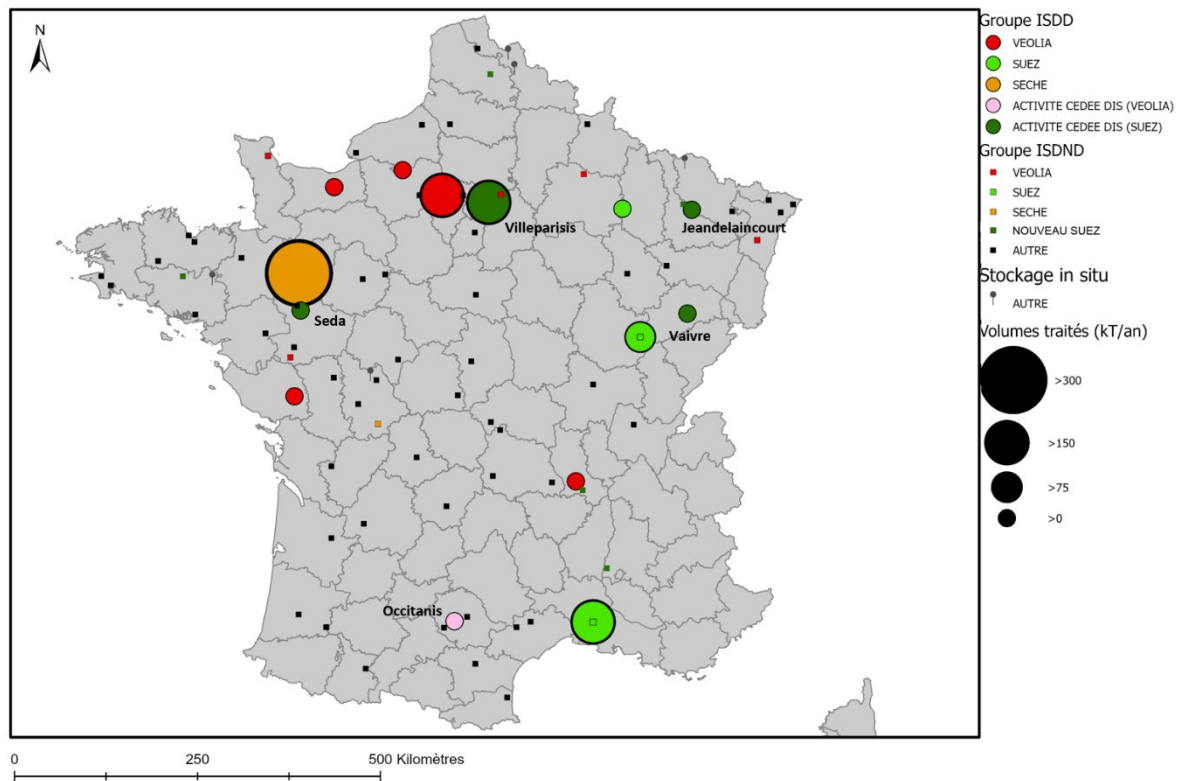 N
Villeparisis
Jeandelaincourt
Seda
Vaivre
Occitanis
0 250 500 Kilomètres
Groupe ISDD
VEOLIA
SUEZ
SECHE
ACTIVITE CEDEE DIS (VEOLIA)
ACTIVITE CEDEE DIS (SUEZ)
Groupe ISDND
VEOLIA
SUEZ
SECHE
NOUVEAU SUEZ
AUTRE
Stockage in situ
AUTRE
Volumes traités (kT/an)
>300
>150
>75
>0